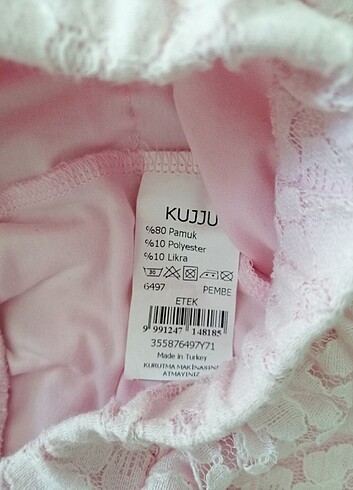 KUJJU
%80 Pamuk
%10 Polyester
%10 Likra
30
6497 PEMBE
ETEK
9 991247 148185
355876497Y71
Made in Turkey
KURUTMA MAKİNASINA
ATMAYINIZ